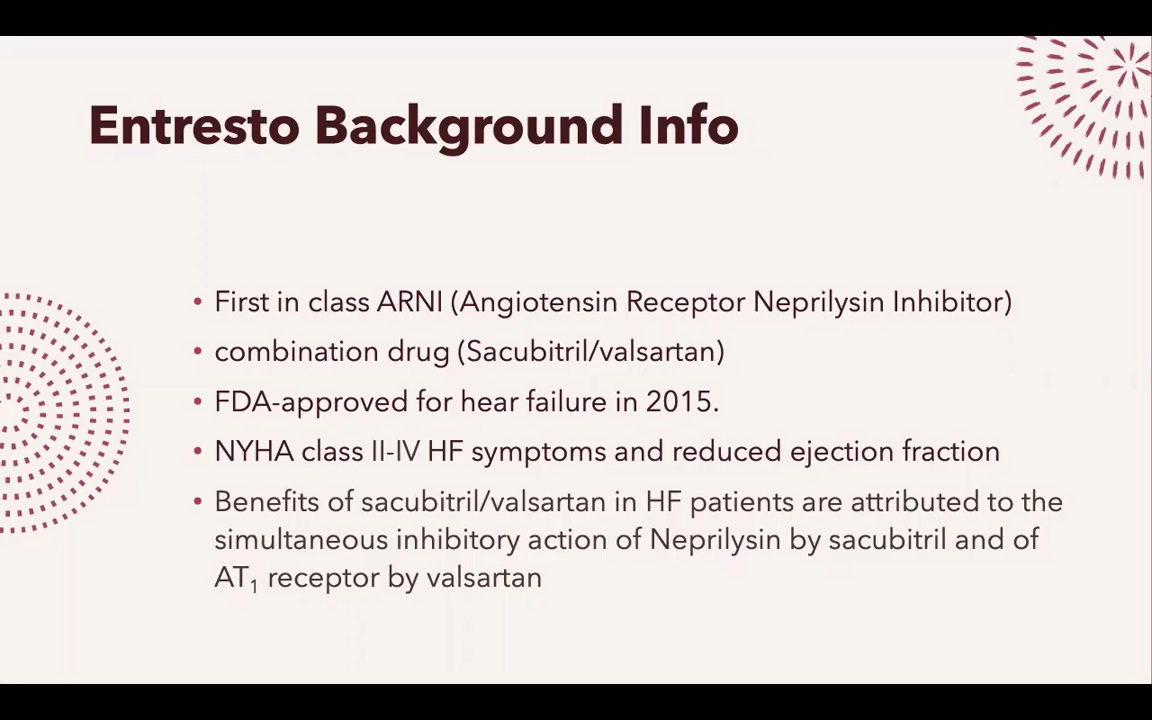 Entresto Background Info
• First in class ARNI (Angiotensin Receptor Neprilysin Inhibitor)
• combination drug (Sacubitril/valsartan)
• FDA-approved for hear failure in 2015.
• NYHA class II-IV HF symptoms and reduced ejection fraction
• Benefits of sacubitril/valsartan in HF patients are attributed to the
simultaneous inhibitory action of Neprilysin by sacubitril and of
AT₁ receptor by valsartan